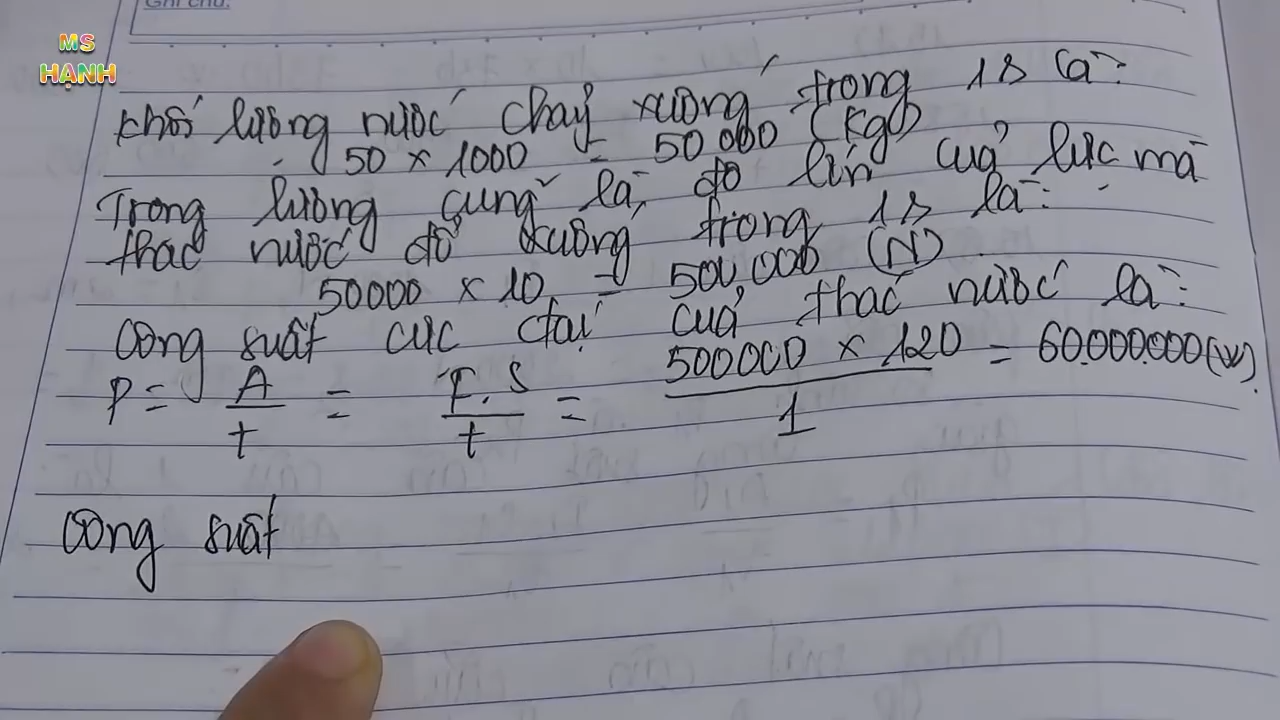 Ghi chú:
MS
HẠNH
Khối lượng nước chảy xuống trong 1s là:
50 x 1000 = 50 000 (Kg)
Trọng lượng cũng là độ lớn của lực mà
thác nước đổ xuống trong 1s là:
50000 x 10 = 500,000 (N)
Công suất cực đại của thác nước là:
P = A/t = F.s/t = 500000 x 120/1 = 60.000.000 (W).
Công suất